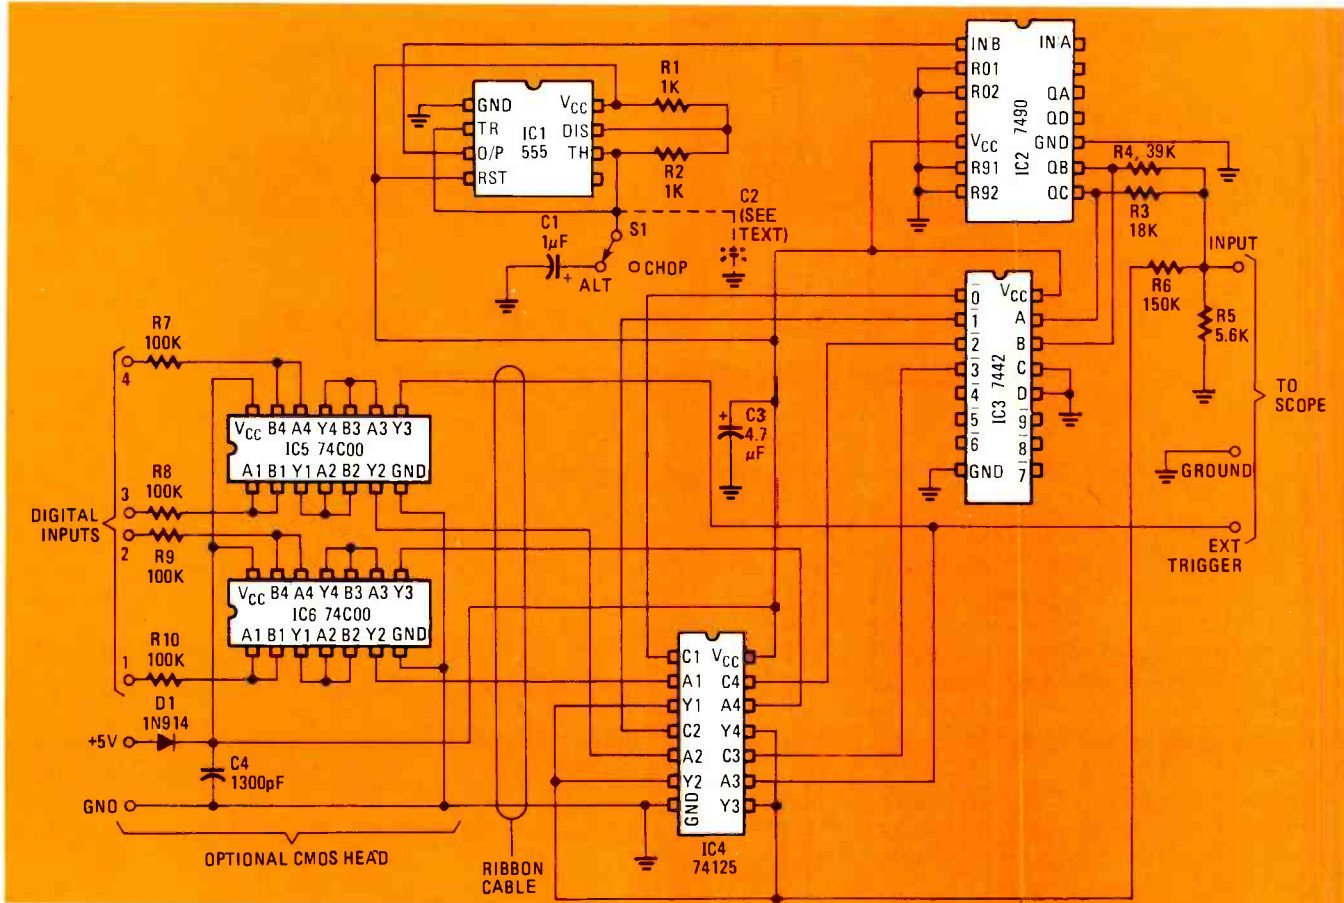 INB INA
R01
R02 QA
QD
VCC GND
R91 QB
R92 QC
IC2 7490
GND VCC
TR DIS
O/P TH
RST
IC1
555
R1
1K
R2
1K
R4, 39K
R3
18K
C2
(SEE
TEXT)
C1
1µF
+
S1
ALT
CHOP
INPUT
R6
150K
R5
5.6K
TO
SCOPE
GROUND
EXT
TRIGGER
0 VCC
1 A
2 B
3 C
4 D
5 9
6 8
GND 7
IC3 7442
R7
100K
4
VCC B4 A4 Y4 B3 A3 Y3
IC5 74C00
A1 B1 Y1 A2 B2 Y2 GND
R8
100K
3
DIGITAL
INPUTS
2
R9
100K
VCC B4 A4 Y4 B3 A3 Y3
IC6 74C00
A1 B1 Y1 A2 B2 Y2 GND
R10
100K
1
D1
1N914
+5V
C4
1300pF
GND
OPTIONAL CMOS HEAD
RIBBON
CABLE
+
C3
4.7
µF
C1 VCC
A1 C4
Y1 A4
C2 Y4
A2 C3
Y2 A3
GND Y3
IC4
74125